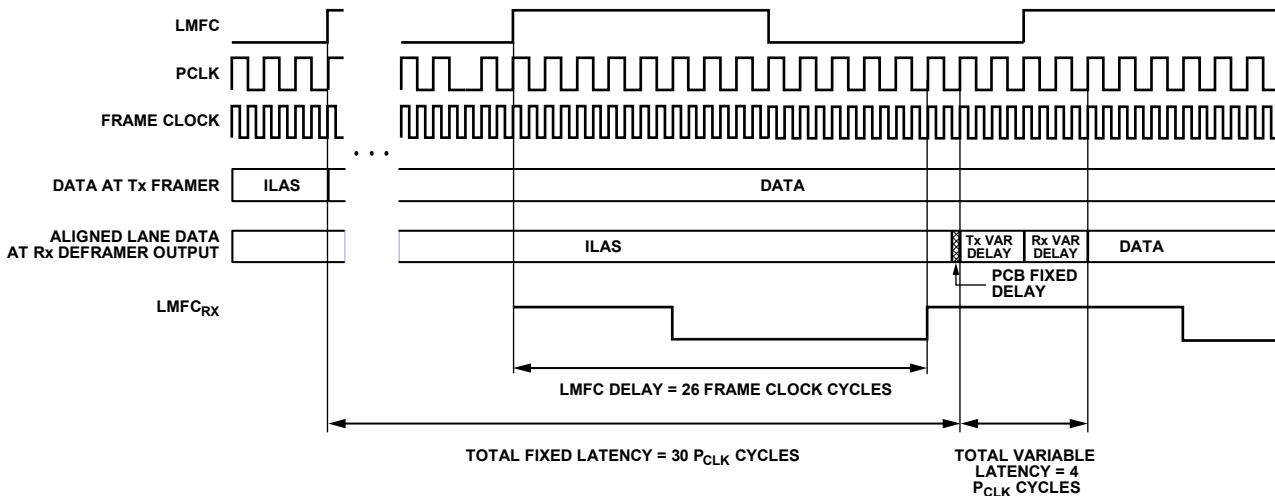 LMFC
PCLK
FRAME CLOCK
. . .
DATA AT Tx FRAMER
ILAS
DATA
ALIGNED LANE DATA
AT Rx DEFRAMER OUTPUT
ILAS
Tx VAR
DELAY
Rx VAR
DELAY
DATA
PCB FIXED
DELAY
LMFCRX
LMFC DELAY = 26 FRAME CLOCK CYCLES
TOTAL FIXED LATENCY = 30 PCLK CYCLES
TOTAL VARIABLE
LATENCY = 4
PCLK CYCLES